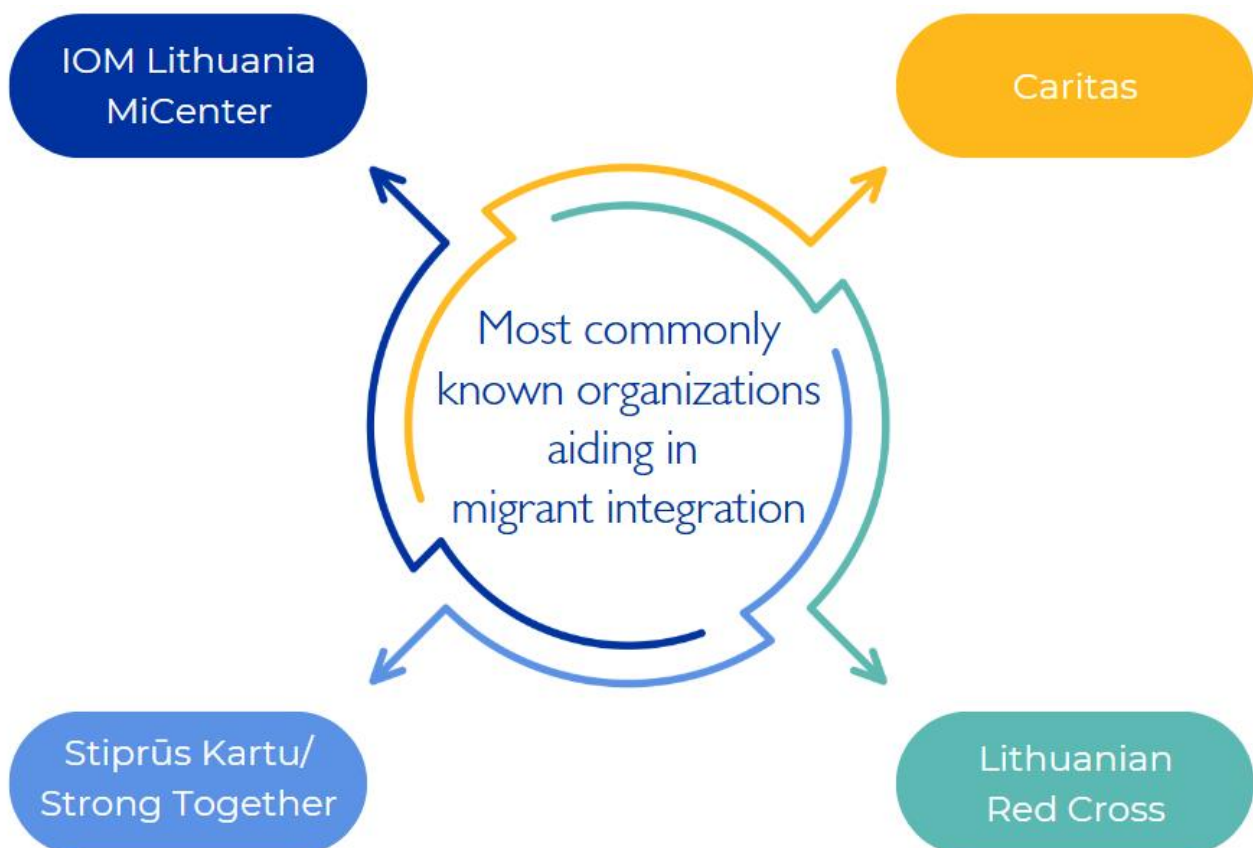 IOM Lithuania
MiCenter
Caritas
Most commonly
known organizations
aiding in
migrant integration
Stiprūs Kartu/
Strong Together
Lithuanian
Red Cross